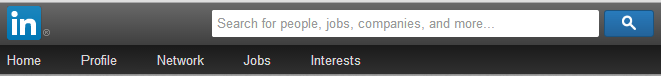 in ®
Search for people, jobs, companies, and more...
Home Profile Network Jobs Interests